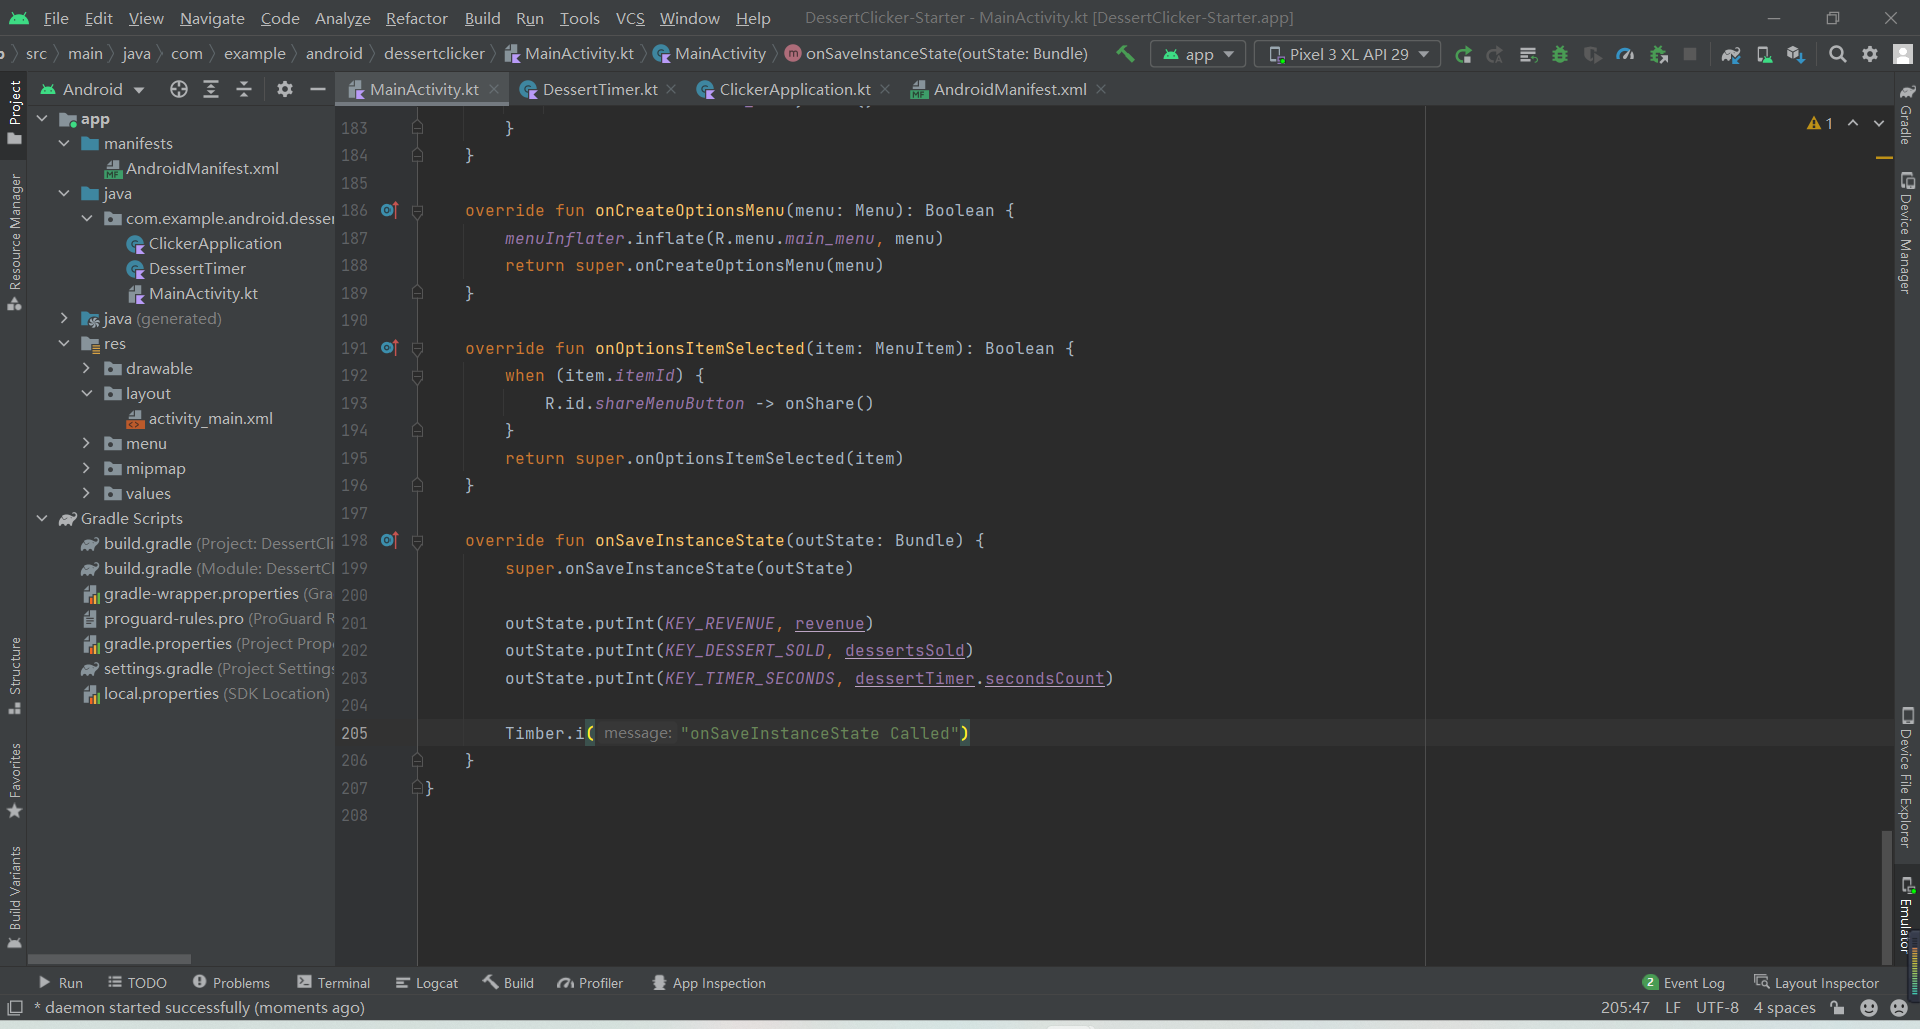 File Edit View Navigate Code Analyze Refactor Build Run Tools VCS Window Help DessertClicker-Starter - MainActivity.kt [DessertClicker-Starter.app]
src main java com example android dessertclicker MainActivity.kt MainActivity onSaveInstanceState(outState: Bundle) app Pixel 3 XL API 29
Android MainActivity.kt DessertTimer.kt ClickerApplication.kt AndroidManifest.xml
Project
Resource Manager
Structure
Favorites
Build Variants
app
manifests
AndroidManifest.xml
java
com.example.android.desser
ClickerApplication
DessertTimer
MainActivity.kt
java (generated)
res
drawable
layout
activity_main.xml
menu
mipmap
values
Gradle Scripts
build.gradle (Project: DessertCli
build.gradle (Module: DessertCl
gradle-wrapper.properties (Gra
proguard-rules.pro (ProGuard R
gradle.properties (Project Prop
settings.gradle (Project Settings
local.properties (SDK Location)
183 }
184 }
185
186 override fun onCreateOptionsMenu(menu: Menu): Boolean {
187 menuInflater.inflate(R.menu.main_menu, menu)
188 return super.onCreateOptionsMenu(menu)
189 }
190
191 override fun onOptionsItemSelected(item: MenuItem): Boolean {
192 when (item.itemId) {
193 R.id.shareMenuButton -> onShare()
194 }
195 return super.onOptionsItemSelected(item)
196 }
197
198 override fun onSaveInstanceState(outState: Bundle) {
199 super.onSaveInstanceState(outState)
200
201 outState.putInt(KEY_REVENUE, revenue)
202 outState.putInt(KEY_DESSERT_SOLD, dessertsSold)
203 outState.putInt(KEY_TIMER_SECONDS, dessertTimer.secondsCount)
204
205 Timber.i( message: "onSaveInstanceState Called")
206 }
207 }
208
1
Gradle
Device Manager
Device File Explorer
Emulator
Run TODO Problems Terminal Logcat Build Profiler App Inspection 2 Event Log Layout Inspector
* daemon started successfully (moments ago) 205:47 LF UTF-8 4 spaces